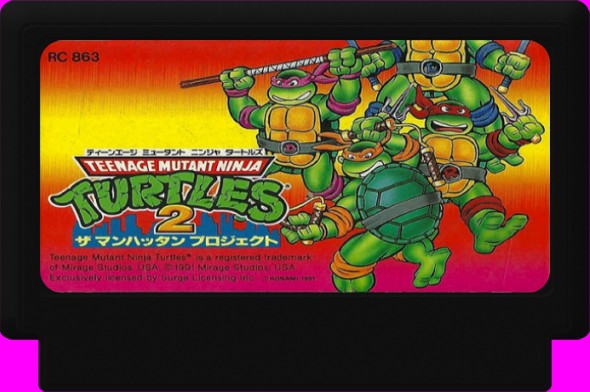 RC 863
ティーンエージ ミュータント ニンジャ タートルズ
TEENAGE MUTANT NINJA
TURTLES
2
ザ マンハッタン プロジェクト
Teenage Mutant Ninja Turtles® is a registered trademark
of Mirage Studios, USA. © 1991 Mirage Studios, USA.
Exclusively licensed by Surge Licensing Inc. © KONAMI 1991